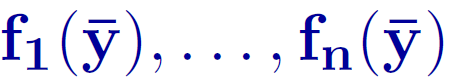 f₁(ȳ), . . . , fₙ(ȳ)